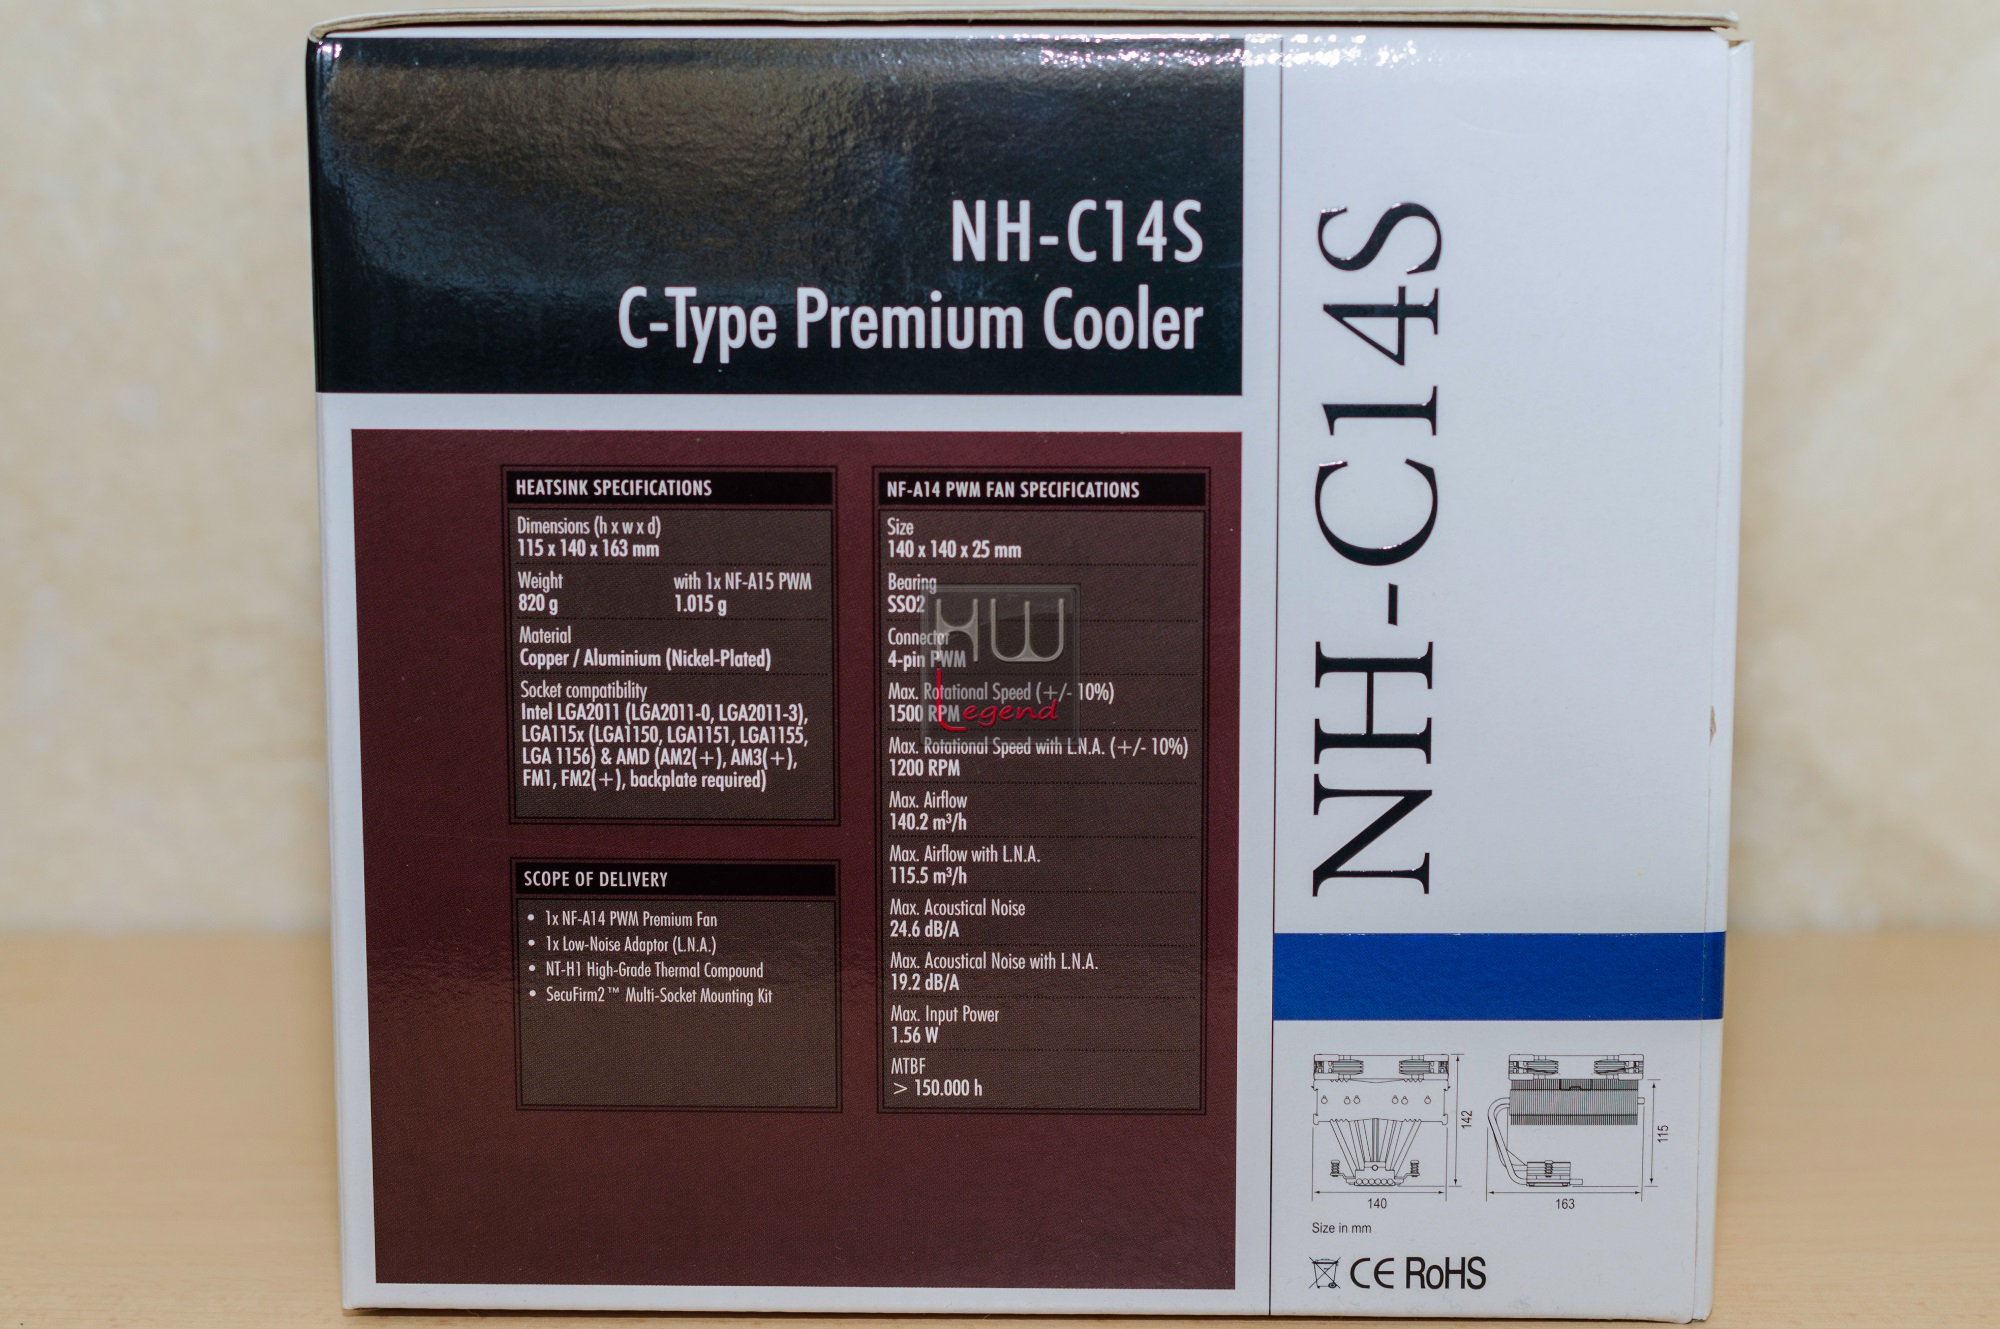 NH-C14S
C-Type Premium Cooler
HEATSINK SPECIFICATIONS
Dimensions (h x w x d)
115 x 140 x 163 mm
Weight with 1x NF-A15 PWM
820 g 1.015 g
Material
Copper / Aluminium (Nickel-Plated)
Socket compatibility
Intel LGA2011 (LGA2011-0, LGA2011-3),
LGA115x (LGA1150, LGA1151, LGA1155,
LGA 1156) & AMD (AM2(+), AM3(+),
FM1, FM2(+), backplate required)
SCOPE OF DELIVERY
• 1x NF-A14 PWM Premium Fan
• 1x Low-Noise Adaptor (L.N.A.)
• NT-H1 High-Grade Thermal Compound
• SecuFirm2™ Multi-Socket Mounting Kit
NF-A14 PWM FAN SPECIFICATIONS
Size
140 x 140 x 25 mm
Bearing
SSO2
Connector
4-pin PWM
Max. Rotational Speed (+/- 10%)
1500 RPM
Max. Rotational Speed with L.N.A. (+/- 10%)
1200 RPM
Max. Airflow
140.2 m³/h
Max. Airflow with L.N.A.
115.5 m³/h
Max. Acoustical Noise
24.6 dB/A
Max. Acoustical Noise with L.N.A.
19.2 dB/A
Max. Input Power
1.56 W
MTBF
> 150.000 h
HW
Legend
NH-C14S
142
115
140
163
Size in mm
CE RoHS